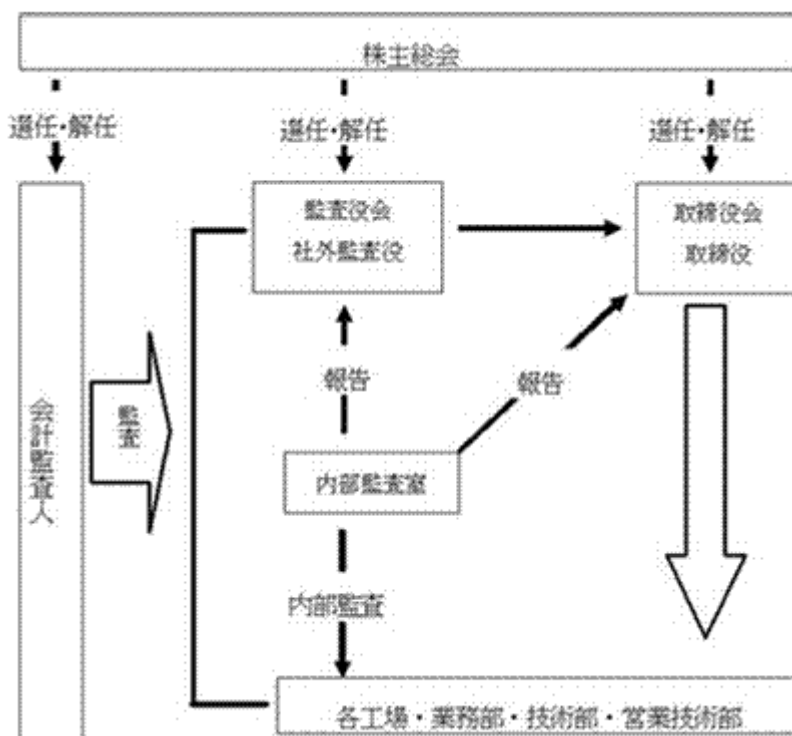 株主総会
選任・解任
選任・解任
選任・解任
監査役会
社外監査役
取締役会
取締役
会計監査人
監査
報告
報告
内部監査室
内部監査
各工場・業務部・技術部・営業技術部